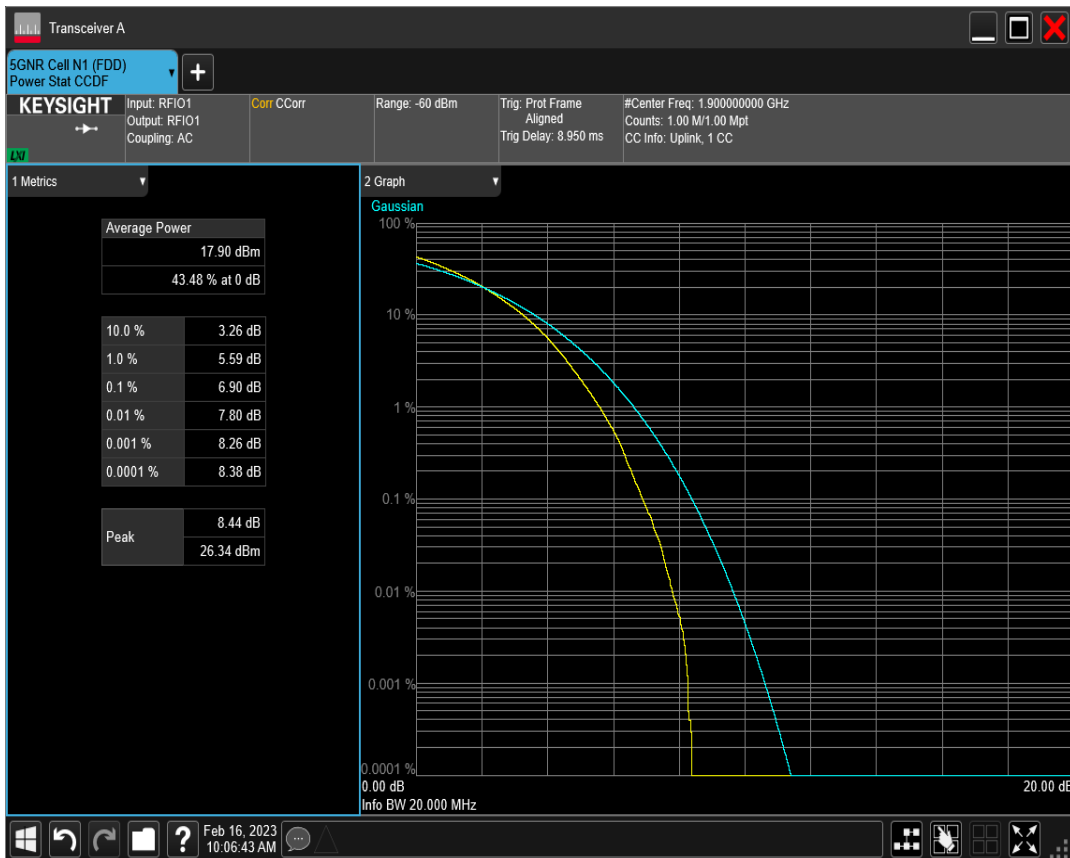 Transceiver A
5GNR Cell N1 (FDD)
Power Stat CCDF
+
KEYSIGHT
LXI
Input: RFIO1
Output: RFIO1
Coupling: AC
Corr CCorr
Range: -60 dBm
Trig: Prot Frame
Aligned
Trig Delay: 8.950 ms
#Center Freq: 1.900000000 GHz
Counts: 1.00 M/1.00 Mpt
CC Info: Uplink, 1 CC
1 Metrics
Average Power
17.90 dBm
43.48 % at 0 dB
10.0 % 3.26 dB
1.0 % 5.59 dB
0.1 % 6.90 dB
0.01 % 7.80 dB
0.001 % 8.26 dB
0.0001 % 8.38 dB
Peak
8.44 dB
26.34 dBm
2 Graph
Gaussian
100 %
10 %
1 %
0.1 %
0.01 %
0.001 %
0.0001 %
0.00 dB 20.00 dB
Info BW 20.000 MHz
?
Feb 16, 2023
10:06:43 AM